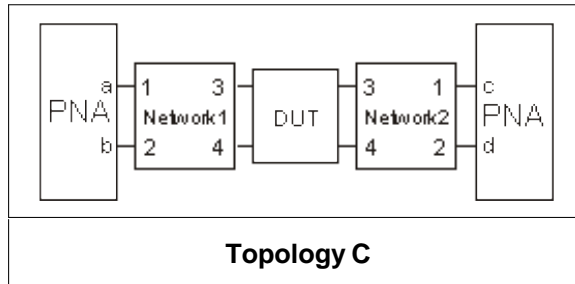 a 1 3 3 1 c
PNA Network1 DUT Network2 PNA
b 2 4 4 2 d
Topology C